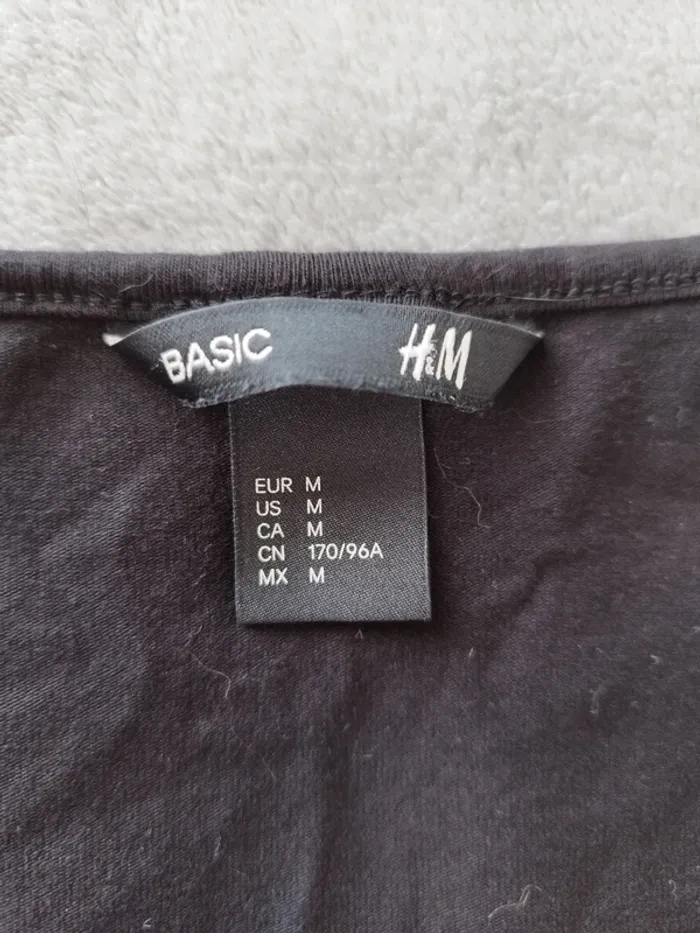 BASIC H&M
EUR M
US M
CA M
CN 170/96A
MX M